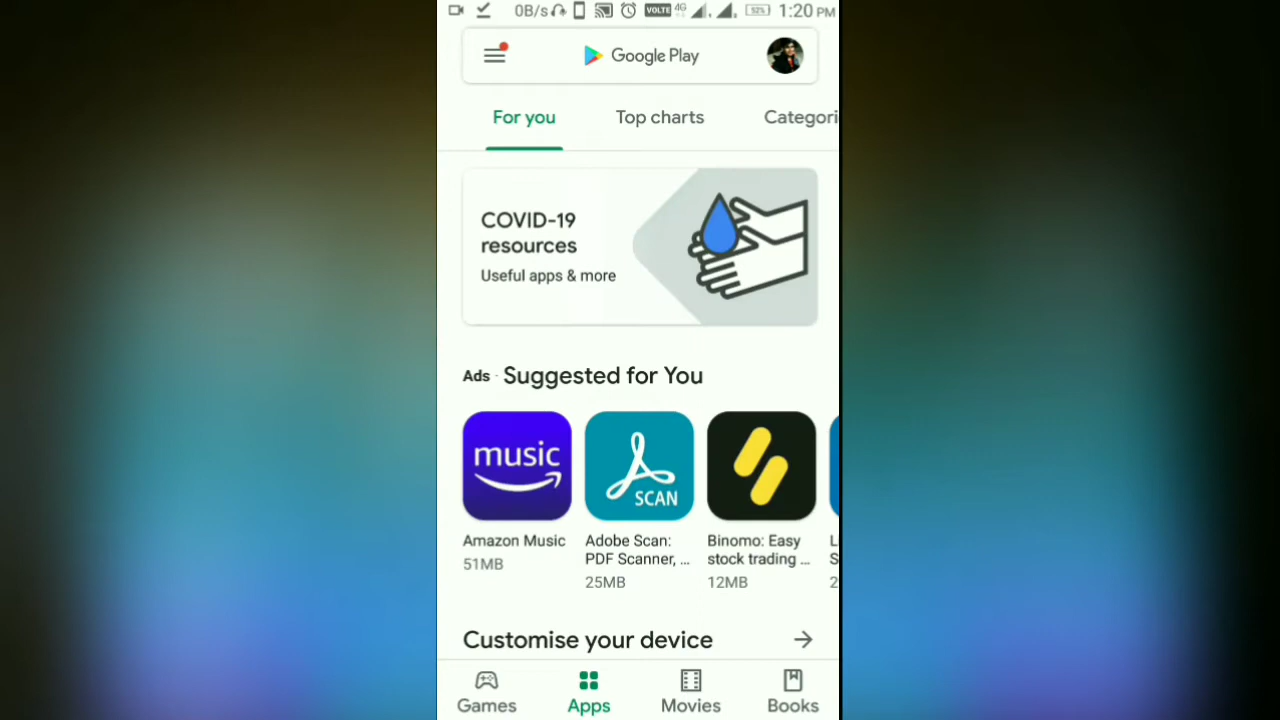 0B/s VOLTE 4G 52% 1:20 PM
Google Play
For you Top charts Categori
COVID-19
resources
Useful apps & more
Ads · Suggested for You
music
SCAN
Amazon Music
51MB
Adobe Scan:
PDF Scanner, ...
25MB
Binomo: Easy
stock trading ...
12MB
L
S
2
Customise your device
Games Apps Movies Books